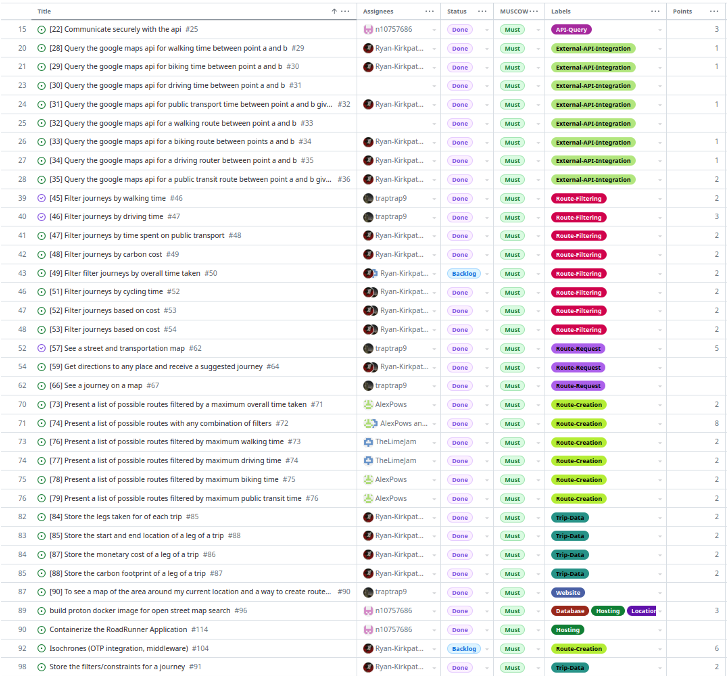 Title Assignees Status MUSCOW Labels Points
15 [22] Communicate securely with the api #25 n10757686 Done Must API-Query 3
20 [28] Query the google maps api for walking time between point a and b #29 Ryan-Kirkpat... Done Must External-API-Integration 1
21 [29] Query the google maps api for biking time between points a and b #30 Ryan-Kirkpat... Done Must External-API-Integration 1
23 [30] Query the google maps api for driving time between points a and b #31 Done Must External-API-Integration
24 [31] Query the google maps api for public transport time between point a and b giv... #32 Ryan-Kirkpat... Done Must External-API-Integration 1
25 [32] Query the google maps api for a walking route between point a and b #33 Done Must External-API-Integration
26 [33] Query the google maps api for a biking route between point a and b #34 Ryan-Kirkpat... Done Must External-API-Integration 1
27 [34] Query the google maps api for a driving router between point a and b #35 Ryan-Kirkpat... Done Must External-API-Integration 1
28 [35] Query the google maps api for a public transit route between point a and b giv... #36 Ryan-Kirkpat... Done Must External-API-Integration 2
39 [45] Filter journeys by walking time #46 traptrap9 Done Must Route-Filtering 2
40 [46] Filter journeys by driving time #47 traptrap9 Done Must Route-Filtering 3
41 [47] Filter journeys by time spent on public transport #48 Ryan-Kirkpat... Done Must Route-Filtering 2
42 [48] Filter journeys by carbon cost #49 Ryan-Kirkpat... Done Must Route-Filtering 2
43 [49] Filter filter journeys by overall time taken #50 Ryan-Kirkpat... Backlog Must Route-Filtering 2
46 [51] Filter journeys by cycling time #52 Ryan-Kirkpat... Done Must Route-Filtering 2
47 [52] Filter journeys based on cost #53 Ryan-Kirkpat... Done Must Route-Filtering 2
48 [53] Filter journeys based on cost #54 Ryan-Kirkpat... Done Must Route-Filtering 2
52 [57] See a street and transportation map #62 traptrap9 Done Must Route-Request 5
54 [59] Get directions to any place and receive a suggested journey #64 Ryan-Kirkpat... Done Must Route-Request
62 [66] See a journey on a map #67 traptrap9 Done Must Route-Request
70 [73] Present a list of possible routes filtered by a maximum overall time taken #71 AlexPows Done Must Route-Creation 2
71 [74] Present a list of possible routes with any combination of filters #72 AlexPows an... Done Must Route-Creation 8
73 [76] Present a list of possible routes filtered by maximum walking time #73 TheLimeJam Done Must Route-Creation 2
74 [77] Present a list of possible routes filtered by maximum driving time #74 TheLimeJam Done Must Route-Creation 2
75 [78] Present a list of possible routes filtered by maximum biking time #75 AlexPows Done Must Route-Creation 2
76 [79] Present a list of possible routes filtered by maximum public transit time #76 AlexPows Done Must Route-Creation 2
82 [84] Store the legs taken for of each trip #85 Ryan-Kirkpat... Done Must Trip-Data 2
83 [85] Store the start and end location of a leg of a trip #88 Ryan-Kirkpat... Done Must Trip-Data 2
84 [87] Store the monetary cost of a leg of a trip #86 Ryan-Kirkpat... Done Must Trip-Data 2
85 [88] Store the carbon footprint of a leg of a trip #87 Ryan-Kirkpat... Done Must Trip-Data 2
87 [90] To see a map of the area around my current location and a way to create route... #90 traptrap9 Done Must Website
89 build proton docker image for open street map search #96 n10757686 Done Must Database Hosting Location 3
90 Containerize the RoadRunner Application #114 n10757686 Done Must Hosting
92 Isochrones (OTP integration, middleware) #104 Ryan-Kirkpat... Backlog Must Route-Creation 6
98 Store the filters/constraints for a journey #91 Ryan-Kirkpat... Done Must Trip-Data 2